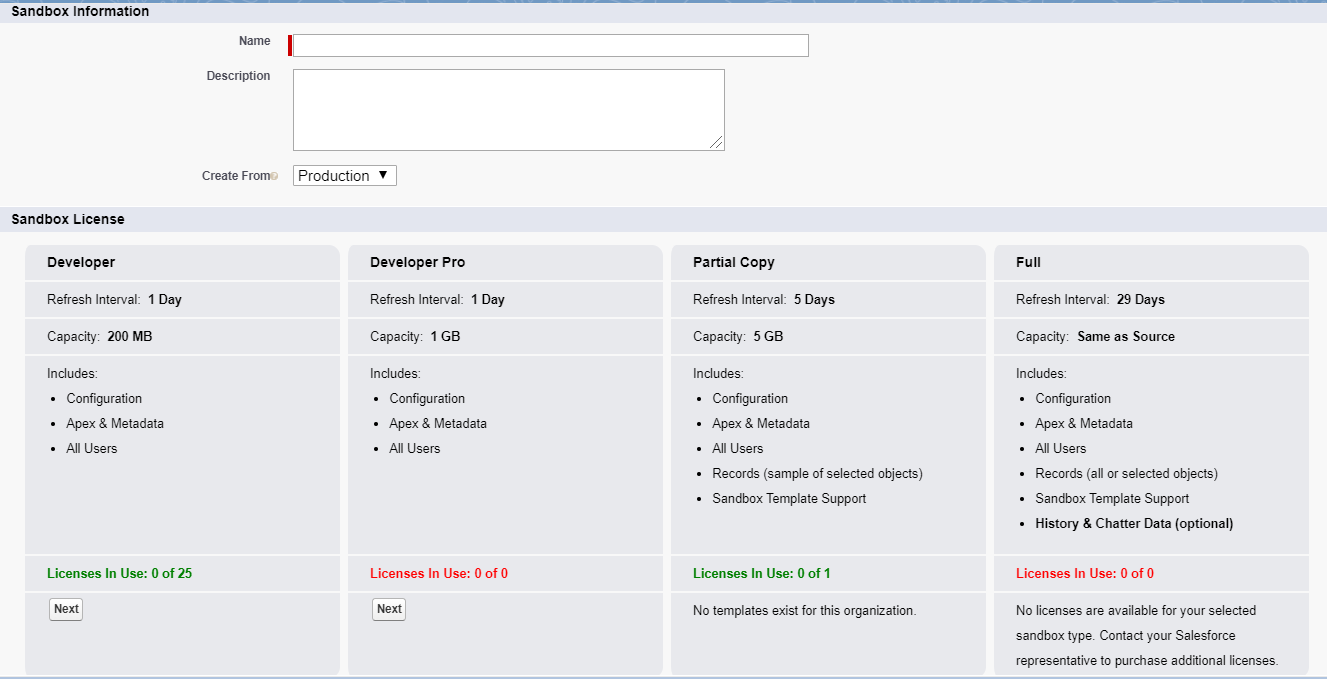 Sandbox Information
Name
Description
Create From ?
Production ▼
Sandbox License
Developer
Refresh Interval: 1 Day
Capacity: 200 MB
Includes:
• Configuration
• Apex & Metadata
• All Users
Licenses In Use: 0 of 25
Next
Developer Pro
Refresh Interval: 1 Day
Capacity: 1 GB
Includes:
• Configuration
• Apex & Metadata
• All Users
Licenses In Use: 0 of 0
Next
Partial Copy
Refresh Interval: 5 Days
Capacity: 5 GB
Includes:
• Configuration
• Apex & Metadata
• All Users
• Records (sample of selected objects)
• Sandbox Template Support
Licenses In Use: 0 of 1
No templates exist for this organization.
Full
Refresh Interval: 29 Days
Capacity: Same as Source
Includes:
• Configuration
• Apex & Metadata
• All Users
• Records (all or selected objects)
• Sandbox Template Support
• History & Chatter Data (optional)
Licenses In Use: 0 of 0
No licenses are available for your selected
sandbox type. Contact your Salesforce
representative to purchase additional licenses.